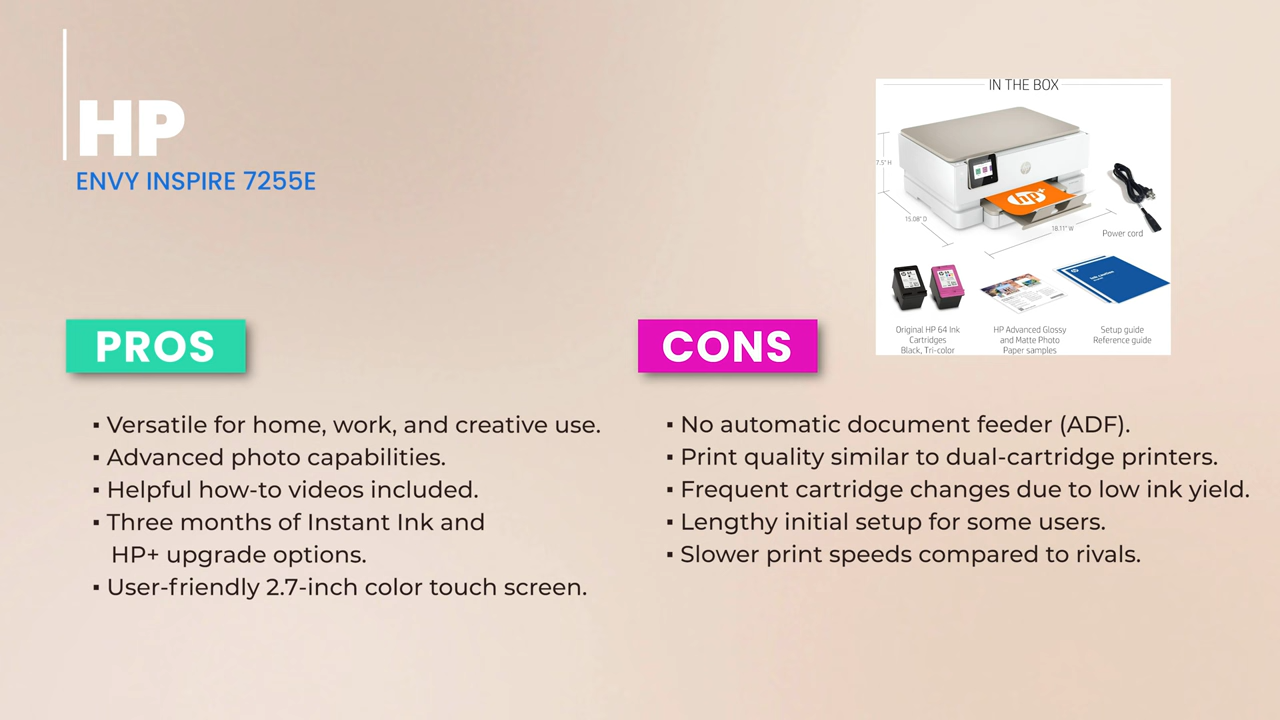 HP
ENVY INSPIRE 7255E
IN THE BOX
7.5" H
15.08" D
18.11" W
hp+
Power cord
Original HP 64 Ink
Cartridges
Black, Tri-color
HP Advanced Glossy
and Matte Photo
Paper samples
Setup guide
Reference guide
PROS
▪ Versatile for home, work, and creative use.
▪ Advanced photo capabilities.
▪ Helpful how-to videos included.
▪ Three months of Instant Ink and
HP+ upgrade options.
▪ User-friendly 2.7-inch color touch screen.
CONS
▪ No automatic document feeder (ADF).
▪ Print quality similar to dual-cartridge printers.
▪ Frequent cartridge changes due to low ink yield.
▪ Lengthy initial setup for some users.
▪ Slower print speeds compared to rivals.